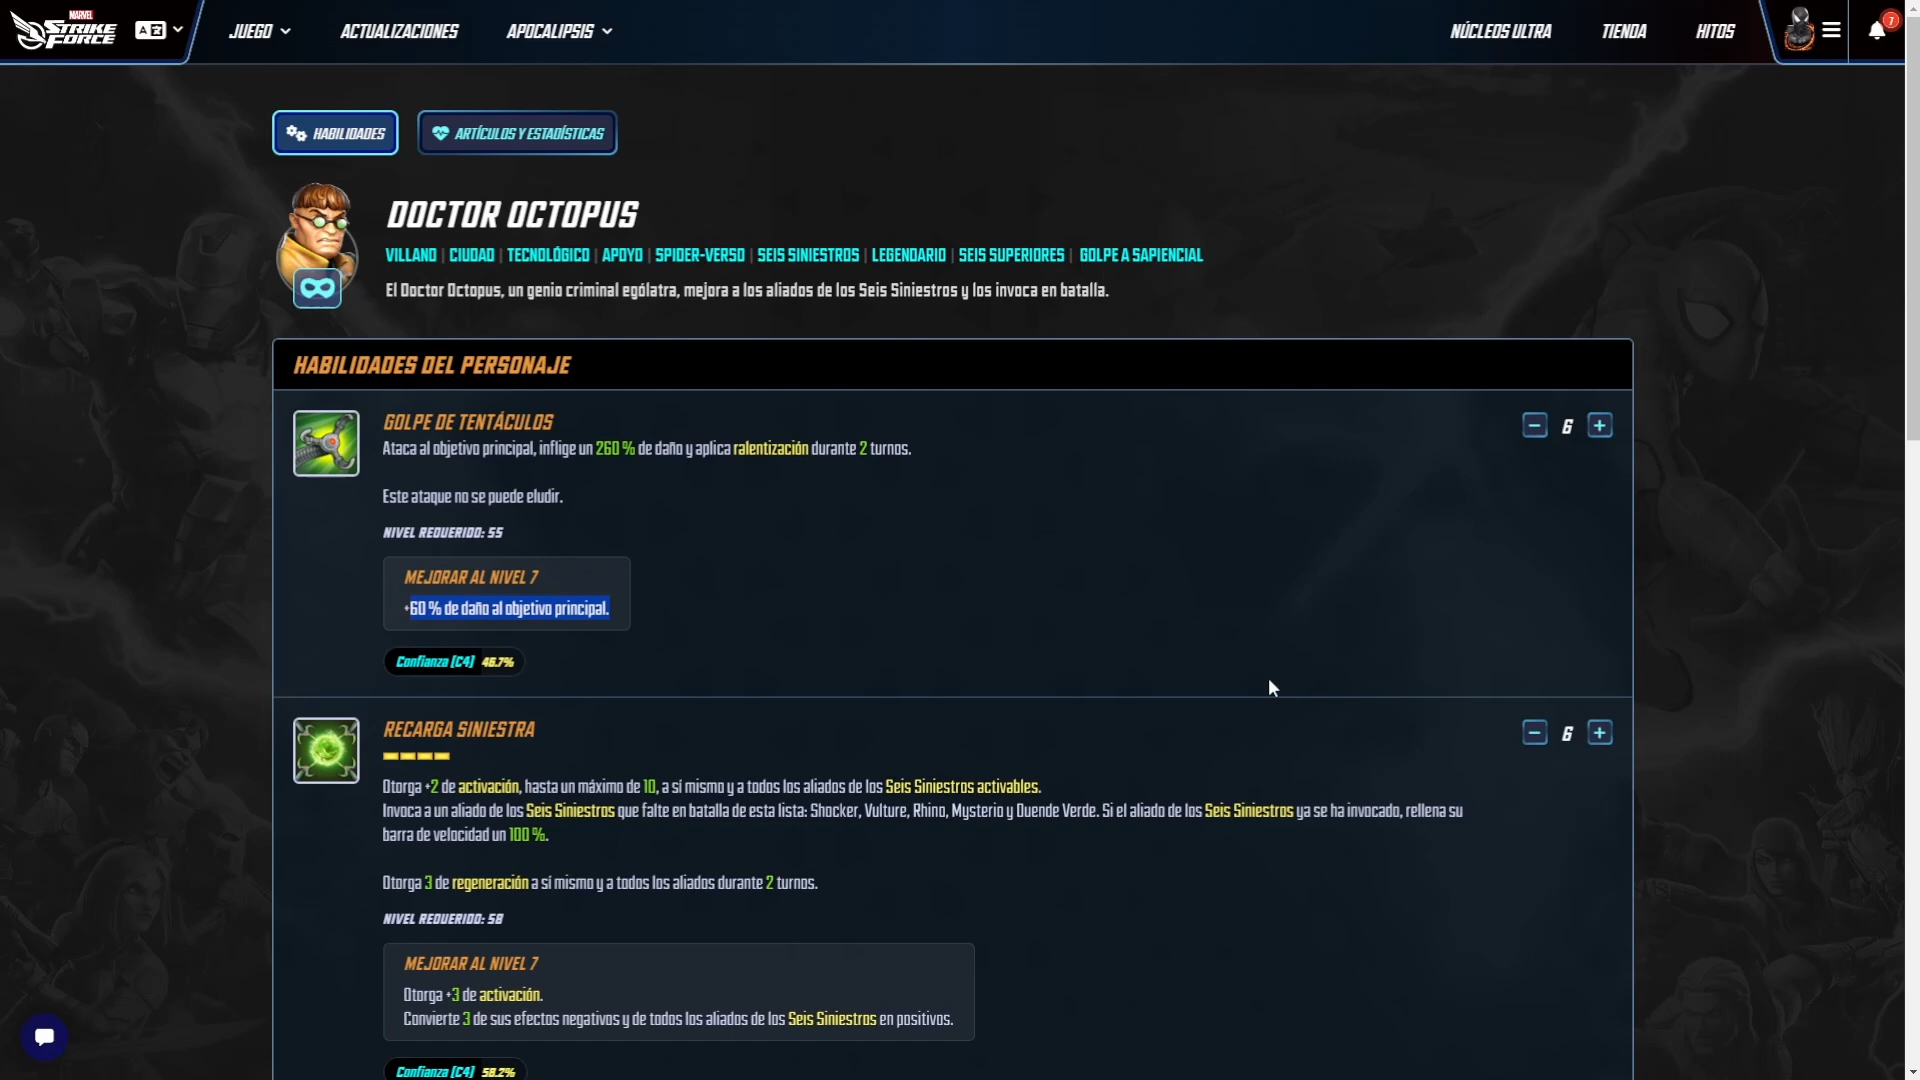 MARVEL
STRIKE
FORCE
JUEGO
ACTUALIZACIONES
APOCALIPSIS
NÚCLEOS ULTRA
TIENDA
HITOS
7
HABILIDADES
ARTÍCULOS Y ESTADÍSTICAS
DOCTOR OCTOPUS
VILLANO | CIUDAD | TECNOLÓGICO | APOYO | SPIDER-VERSO | SEIS SINIESTROS | LEGENDARIO | SEIS SUPERIORES | GOLPE A SAPIENCIAL
El Doctor Octopus, un genio criminal ególatra, mejora a los aliados de los Seis Siniestros y los invoca en batalla.
HABILIDADES DEL PERSONAJE
GOLPE DE TENTÁCULOS
6
Ataca al objetivo principal, inflige un 260 % de daño y aplica ralentización durante 2 turnos.
Este ataque no se puede eludir.
NIVEL REQUERIDO: 55
MEJORAR AL NIVEL 7
+60 % de daño al objetivo principal.
Confianza [C4] 46.7%
RECARGA SINIESTRA
6
Otorga +2 de activación, hasta un máximo de 10, a sí mismo y a todos los aliados de los Seis Siniestros activables.
Invoca a un aliado de los Seis Siniestros que falte en batalla de esta lista: Shocker, Vulture, Rhino, Mysterio y Duende Verde. Si el aliado de los Seis Siniestros ya se ha invocado, rellena su
barra de velocidad un 100 %.
Otorga 3 de regeneración a sí mismo y a todos los aliados durante 2 turnos.
NIVEL REQUERIDO: 58
MEJORAR AL NIVEL 7
Otorga +3 de activación.
Convierte 3 de sus efectos negativos y de todos los aliados de los Seis Siniestros en positivos.
Confianza [C4] 58.2%